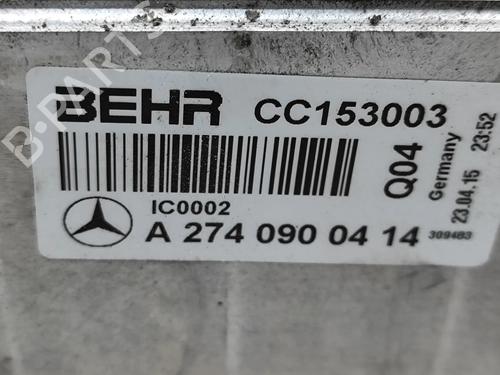 BEHR CC153003
Q04
Germany
23.04.15 23:52
IC0002
A 274 090 04 14 309483
B-PARTS